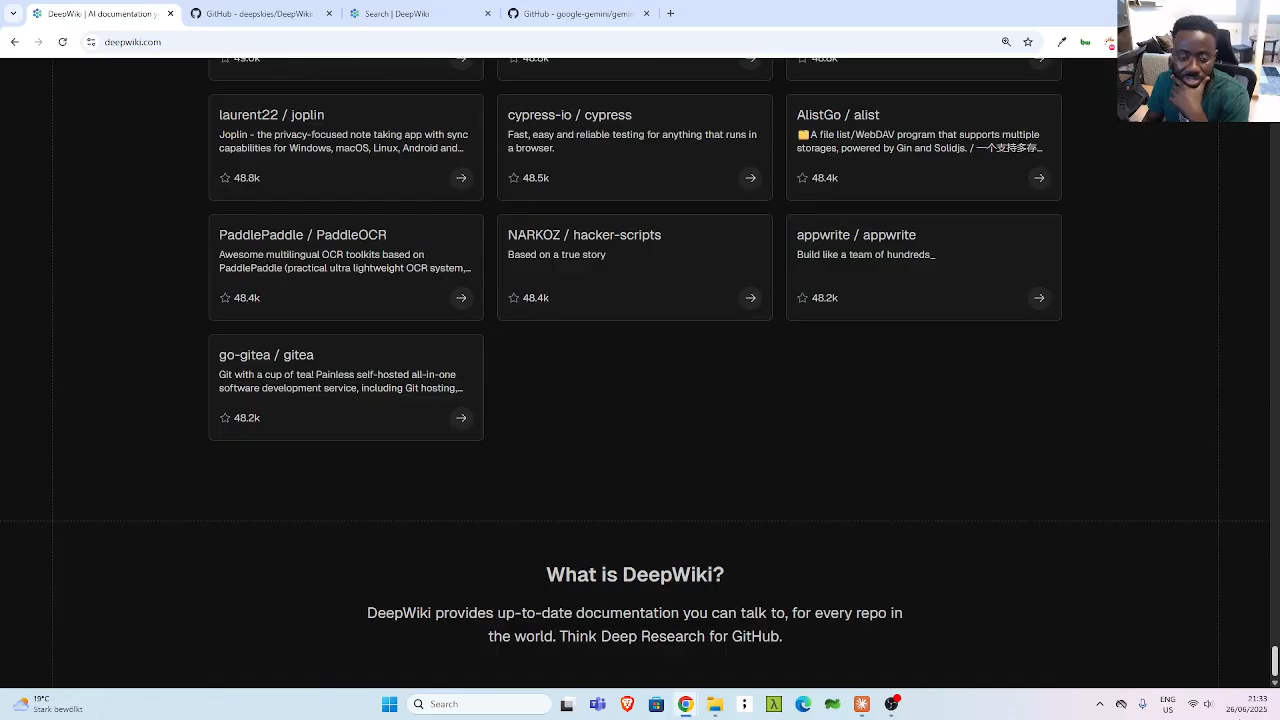 DeepWiki | AI documentation y
GitHub - deepskies/DeepWiki
Search | DeepWiki
GitHub - google-gemini/gemin
deepwiki.com
laurent22 / joplin
Joplin - the privacy-focused note taking app with sync
capabilities for Windows, macOS, Linux, Android and...
48.8k
cypress-io / cypress
Fast, easy and reliable testing for anything that runs in
a browser.
48.5k
AlistGo / alist
A file list/WebDAV program that supports multiple
storages, powered by Gin and Solidjs. / 一个支持多存...
48.4k
PaddlePaddle / PaddleOCR
Awesome multilingual OCR toolkits based on
PaddlePaddle (practical ultra lightweight OCR system,...
48.4k
NARKOZ / hacker-scripts
Based on a true story
48.4k
appwrite / appwrite
Build like a team of hundreds_
48.2k
go-gitea / gitea
Git with a cup of tea! Painless self-hosted all-in-one
software development service, including Git hosting,...
48.2k
What is DeepWiki?
DeepWiki provides up-to-date documentation you can talk to, for every repo in
the world. Think Deep Research for GitHub.
19°C
Stark bewölkt
Search
ENG
YAR
21:33
26/06/2025